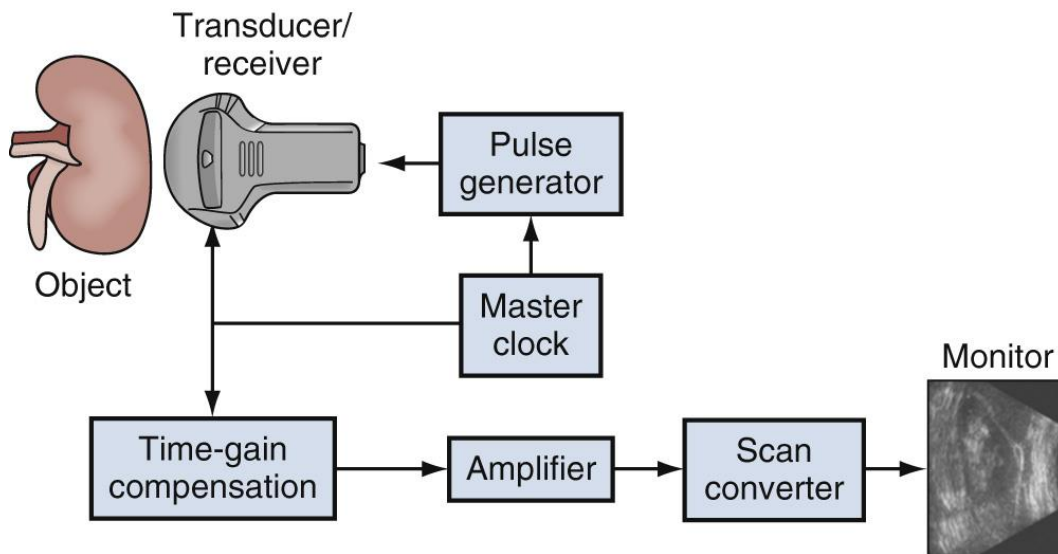 Transducer/
receiver
Pulse
generator
Object
Master
clock
Monitor
Time-gain
compensation
Amplifier
Scan
converter